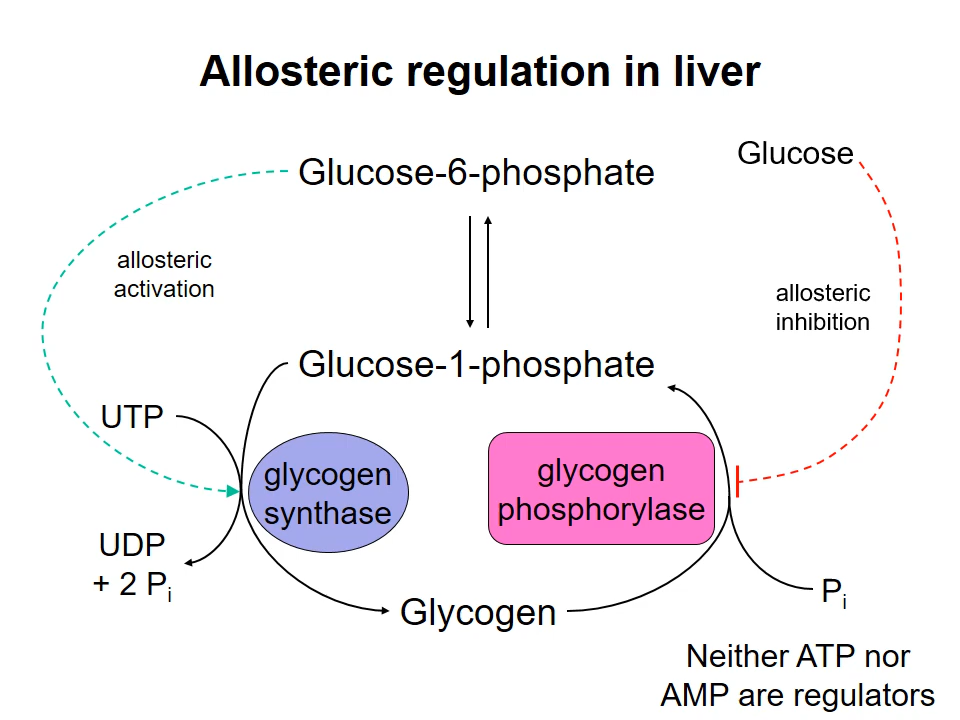 Allosteric regulation in liver
Glucose-6-phosphate
Glucose
allosteric
activation
allosteric
inhibition
Glucose-1-phosphate
UTP
glycogen
synthase
glycogen
phosphorylase
UDP
+ 2 Pi
Glycogen
Pi
Neither ATP nor
AMP are regulators